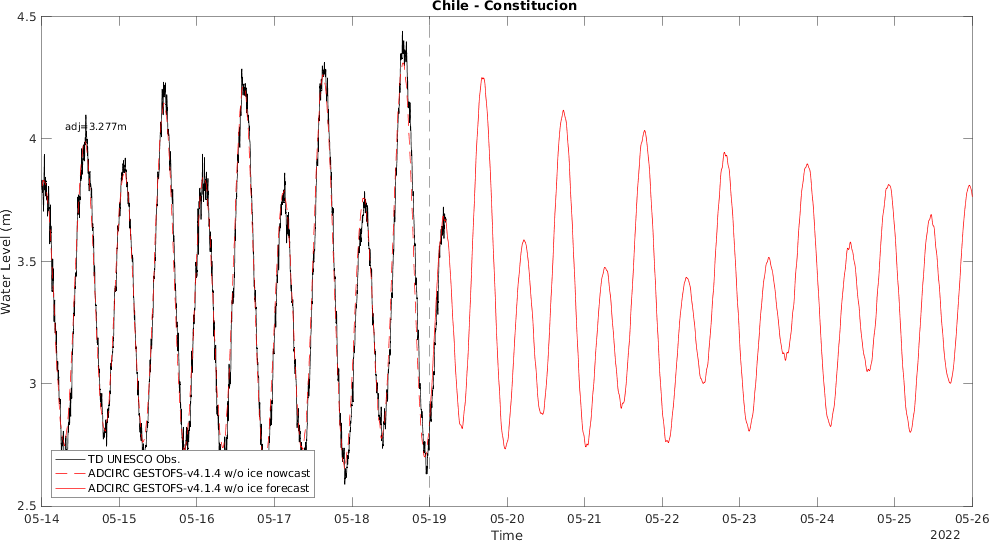 Chile - Constitucion
4.5
4
3.5
3
2.5
Water Level (m)
adj=3.277m
TD UNESCO Obs.
ADCIRC GESTOFS-v4.1.4 w/o ice nowcast
ADCIRC GESTOFS-v4.1.4 w/o ice forecast
05-14 05-15 05-16 05-17 05-18 05-19 05-20 05-21 05-22 05-23 05-24 05-25 05-26
Time
2022